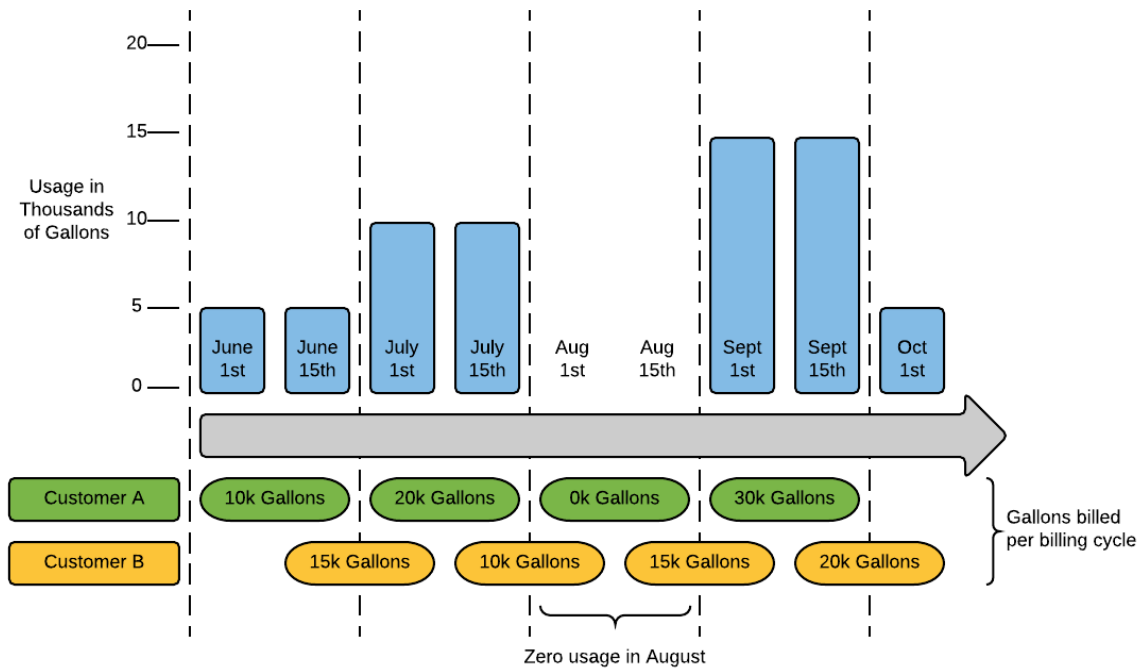 20
15
Usage in
Thousands
of Gallons
10
5
0
June
1st
June
15th
July
1st
July
15th
Aug
1st
Aug
15th
Sept
1st
Sept
15th
Oct
1st
Customer A
10k Gallons
20k Gallons
0k Gallons
30k Gallons
Gallons billed
per billing cycle
Customer B
15k Gallons
10k Gallons
15k Gallons
20k Gallons
Zero usage in August